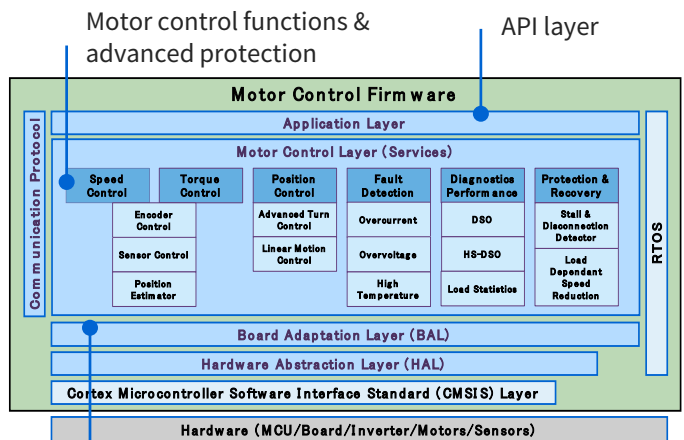 Motor control functions &
advanced protection
API layer
Motor Control Firmware
Communication Protocol
Application Layer
RTOS
Motor Control Layer (Services)
Speed
Control
Torque
Control
Encoder
Control
Sensor Control
Position
Estimator
Position
Control
Advanced Turn
Control
Linear Motion
Control
Fault
Detection
Overcurrent
Overvoltage
High
Temperature
Diagnostics
Performance
DSO
HS-DSO
Load Statistics
Protection &
Recovery
Stall &
Disconnection
Detector
Load
Dependant
Speed
Reduction
Board Adaptation Layer (BAL)
Hardware Abstraction Layer (HAL)
Cortex Microcontroller Software Interface Standard (CMSIS) Layer
Hardware (MCU/Board/Inverter/Motors/Sensors)